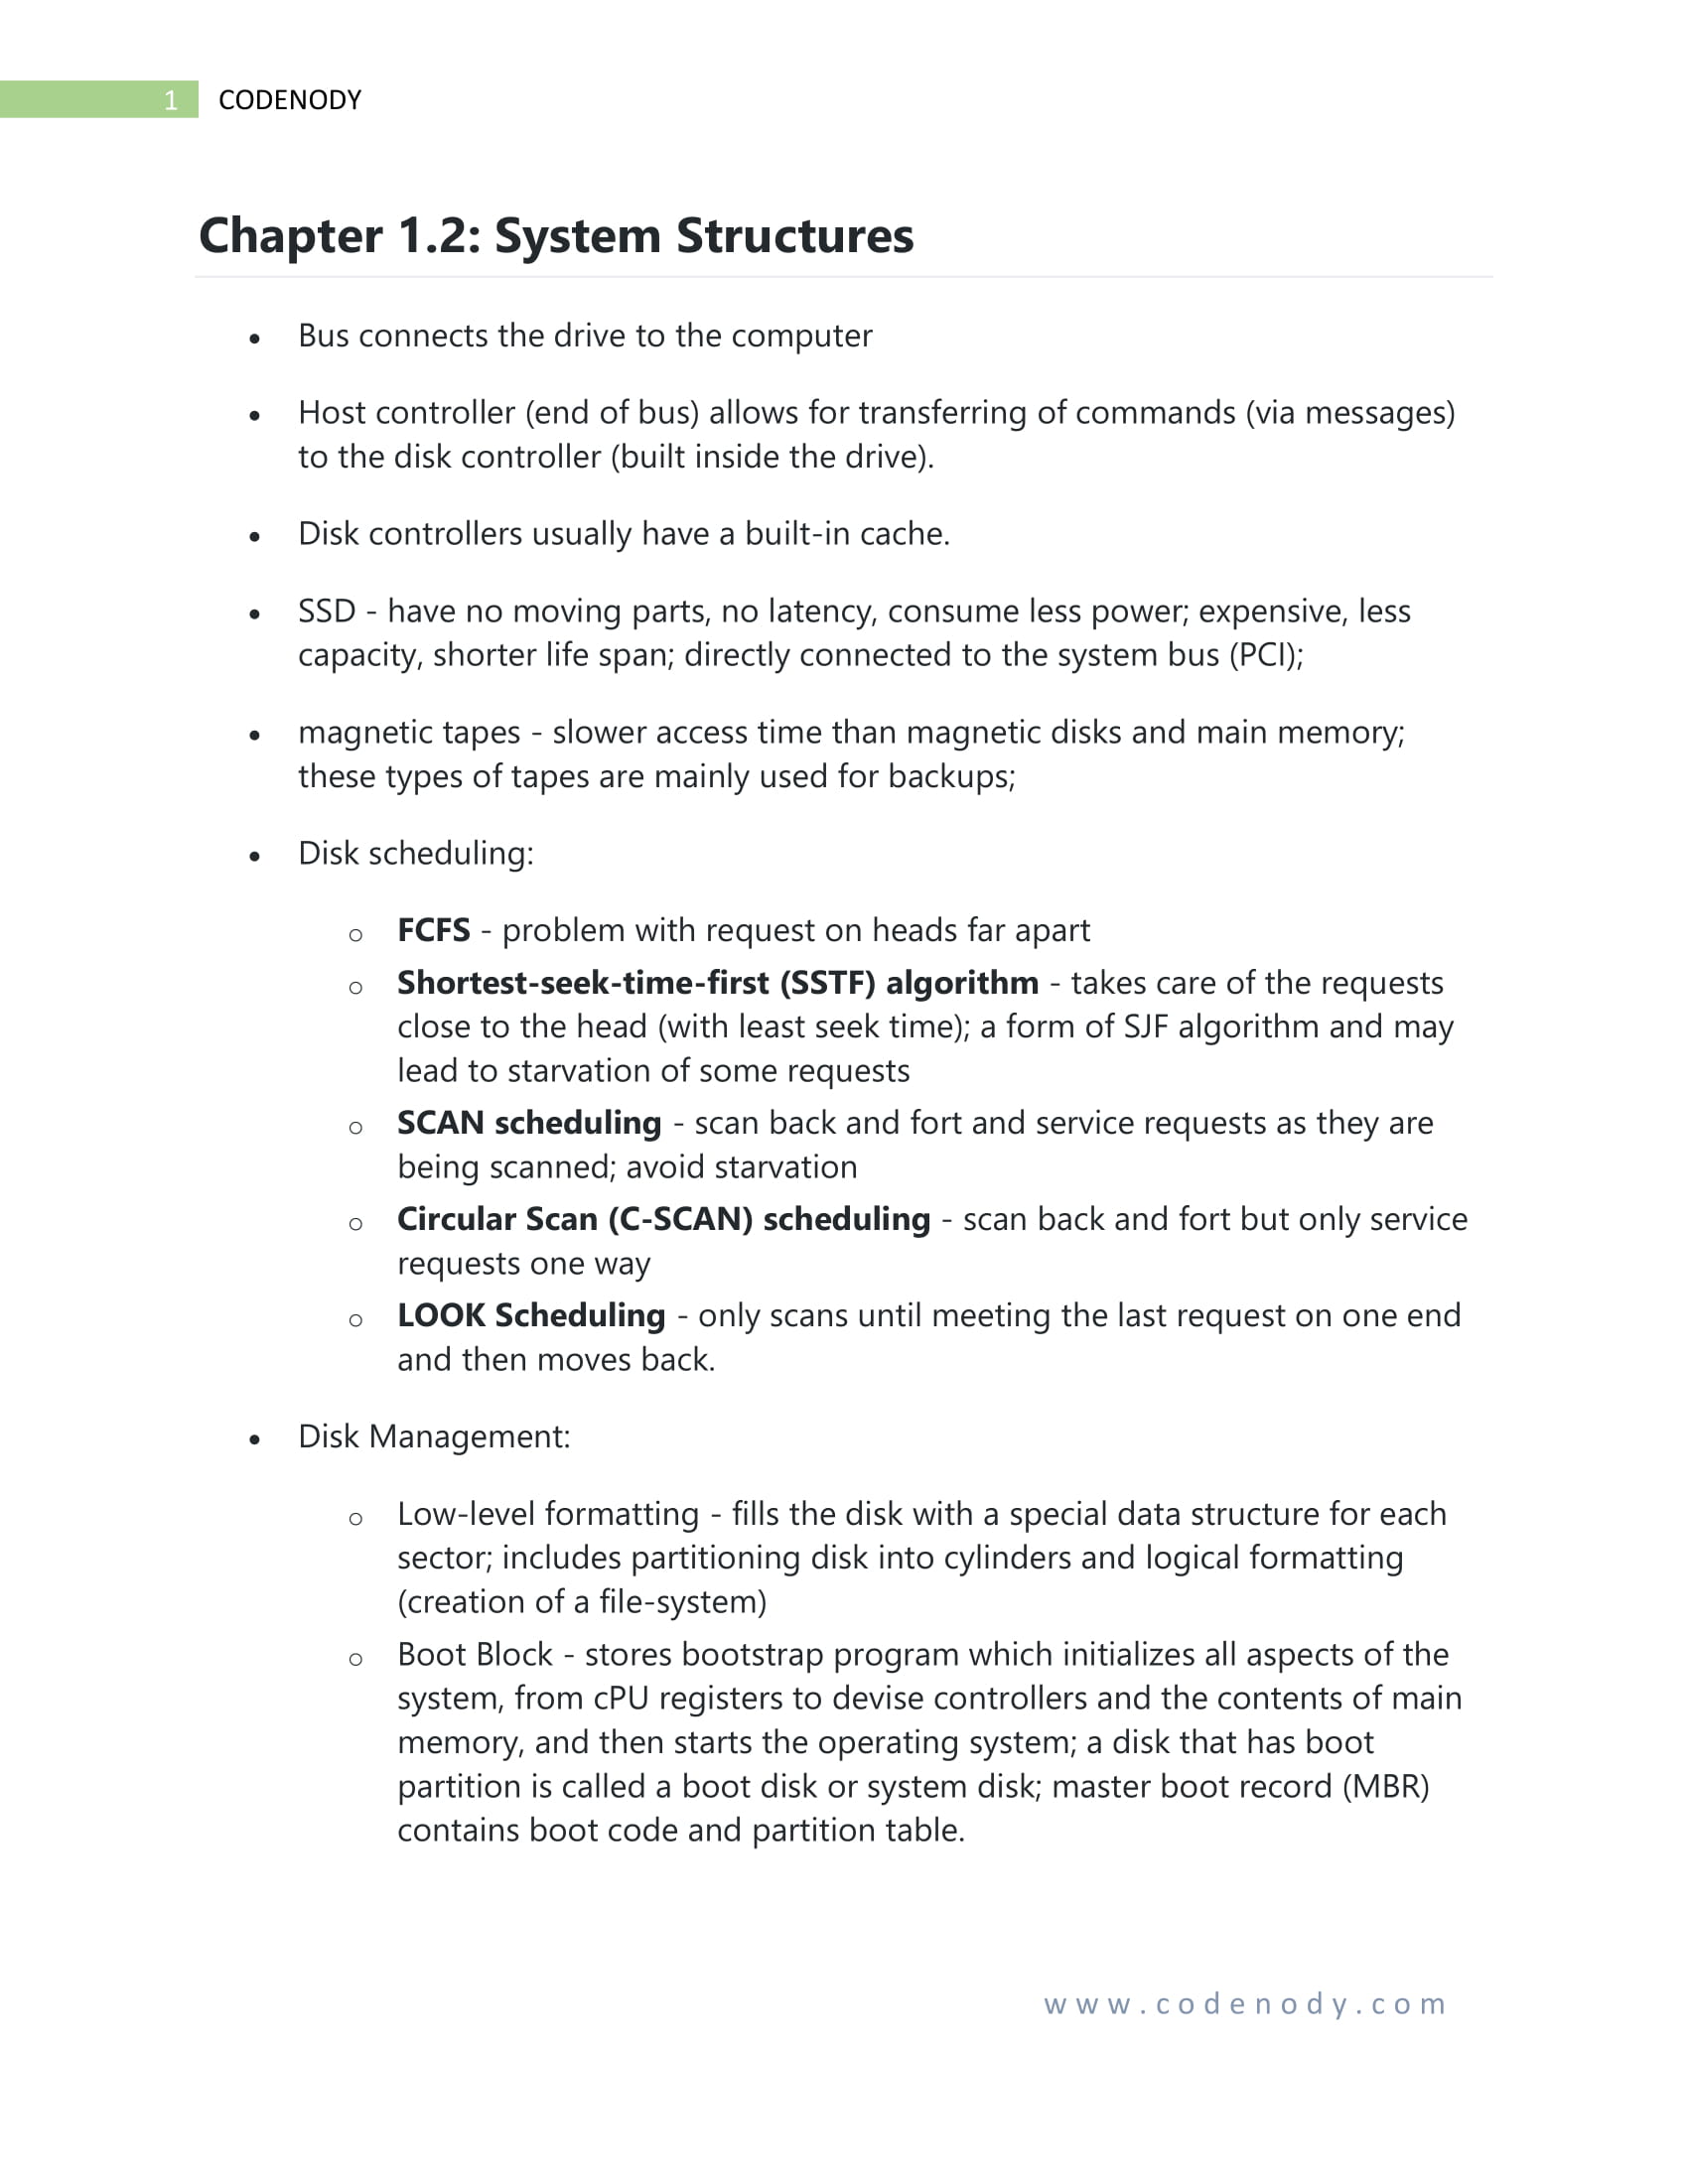 1 CODENODY
Chapter 1.2: System Structures
• Bus connects the drive to the computer
• Host controller (end of bus) allows for transferring of commands (via messages)
to the disk controller (built inside the drive).
• Disk controllers usually have a built-in cache.
• SSD - have no moving parts, no latency, consume less power; expensive, less
capacity, shorter life span; directly connected to the system bus (PCI);
• magnetic tapes - slower access time than magnetic disks and main memory;
these types of tapes are mainly used for backups;
• Disk scheduling:
o FCFS - problem with request on heads far apart
o Shortest-seek-time-first (SSTF) algorithm - takes care of the requests
close to the head (with least seek time); a form of SJF algorithm and may
lead to starvation of some requests
o SCAN scheduling - scan back and fort and service requests as they are
being scanned; avoid starvation
o Circular Scan (C-SCAN) scheduling - scan back and fort but only service
requests one way
o LOOK Scheduling - only scans until meeting the last request on one end
and then moves back.
• Disk Management:
o Low-level formatting - fills the disk with a special data structure for each
sector; includes partitioning disk into cylinders and logical formatting
(creation of a file-system)
o Boot Block - stores bootstrap program which initializes all aspects of the
system, from cPU registers to devise controllers and the contents of main
memory, and then starts the operating system; a disk that has boot
partition is called a boot disk or system disk; master boot record (MBR)
contains boot code and partition table.
www.codenody.com